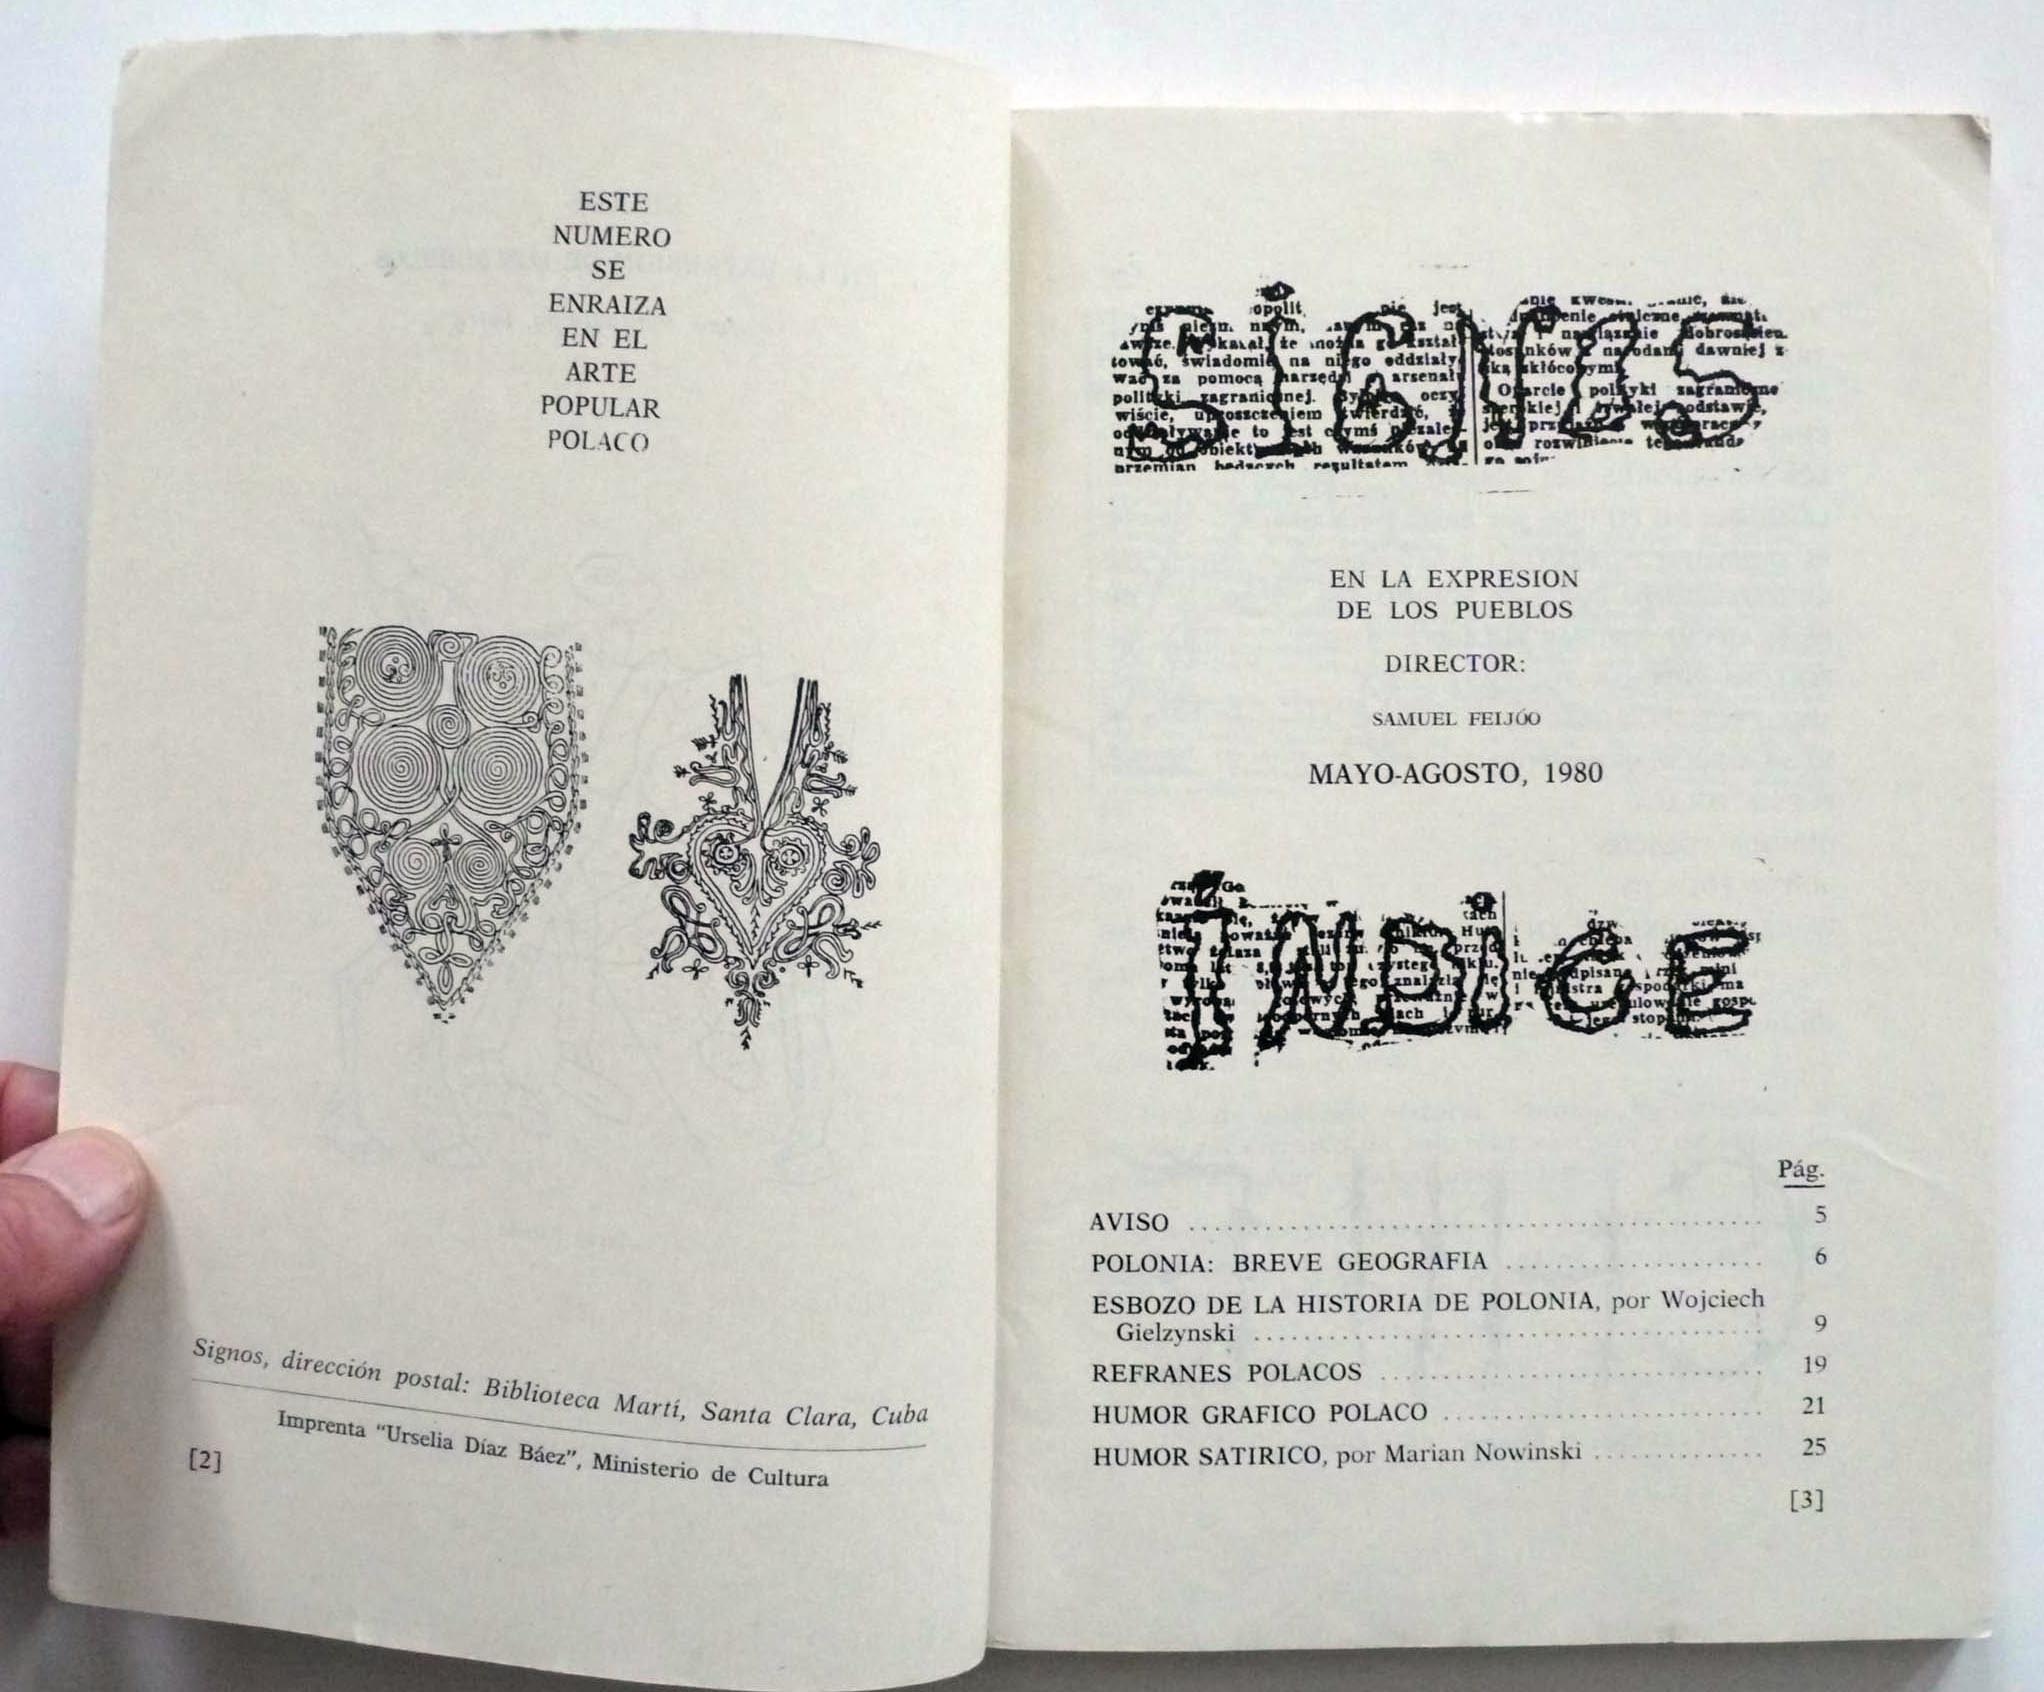 ESTE
NUMERO
SE
ENRAIZA
EN EL
ARTE
POPULAR
POLACO
Signos, dirección postal: Biblioteca Martí, Santa Clara, Cuba
Imprenta "Urselia Díaz Báez", Ministerio de Cultura
[2]
SIGNOS
EN LA EXPRESION
DE LOS PUEBLOS
DIRECTOR:
SAMUEL FEIJÓO
MAYO-AGOSTO, 1980
INDICE
Pág.
AVISO ........................................ 5
POLONIA: BREVE GEOGRAFIA .................... 6
ESBOZO DE LA HISTORIA DE POLONIA, por Wojciech
Gielzynski ........................................ 9
REFRANES POLACOS .............................. 19
HUMOR GRAFICO POLACO ......................... 21
HUMOR SATIRICO, por Marian Nowinski .............. 25
[3]